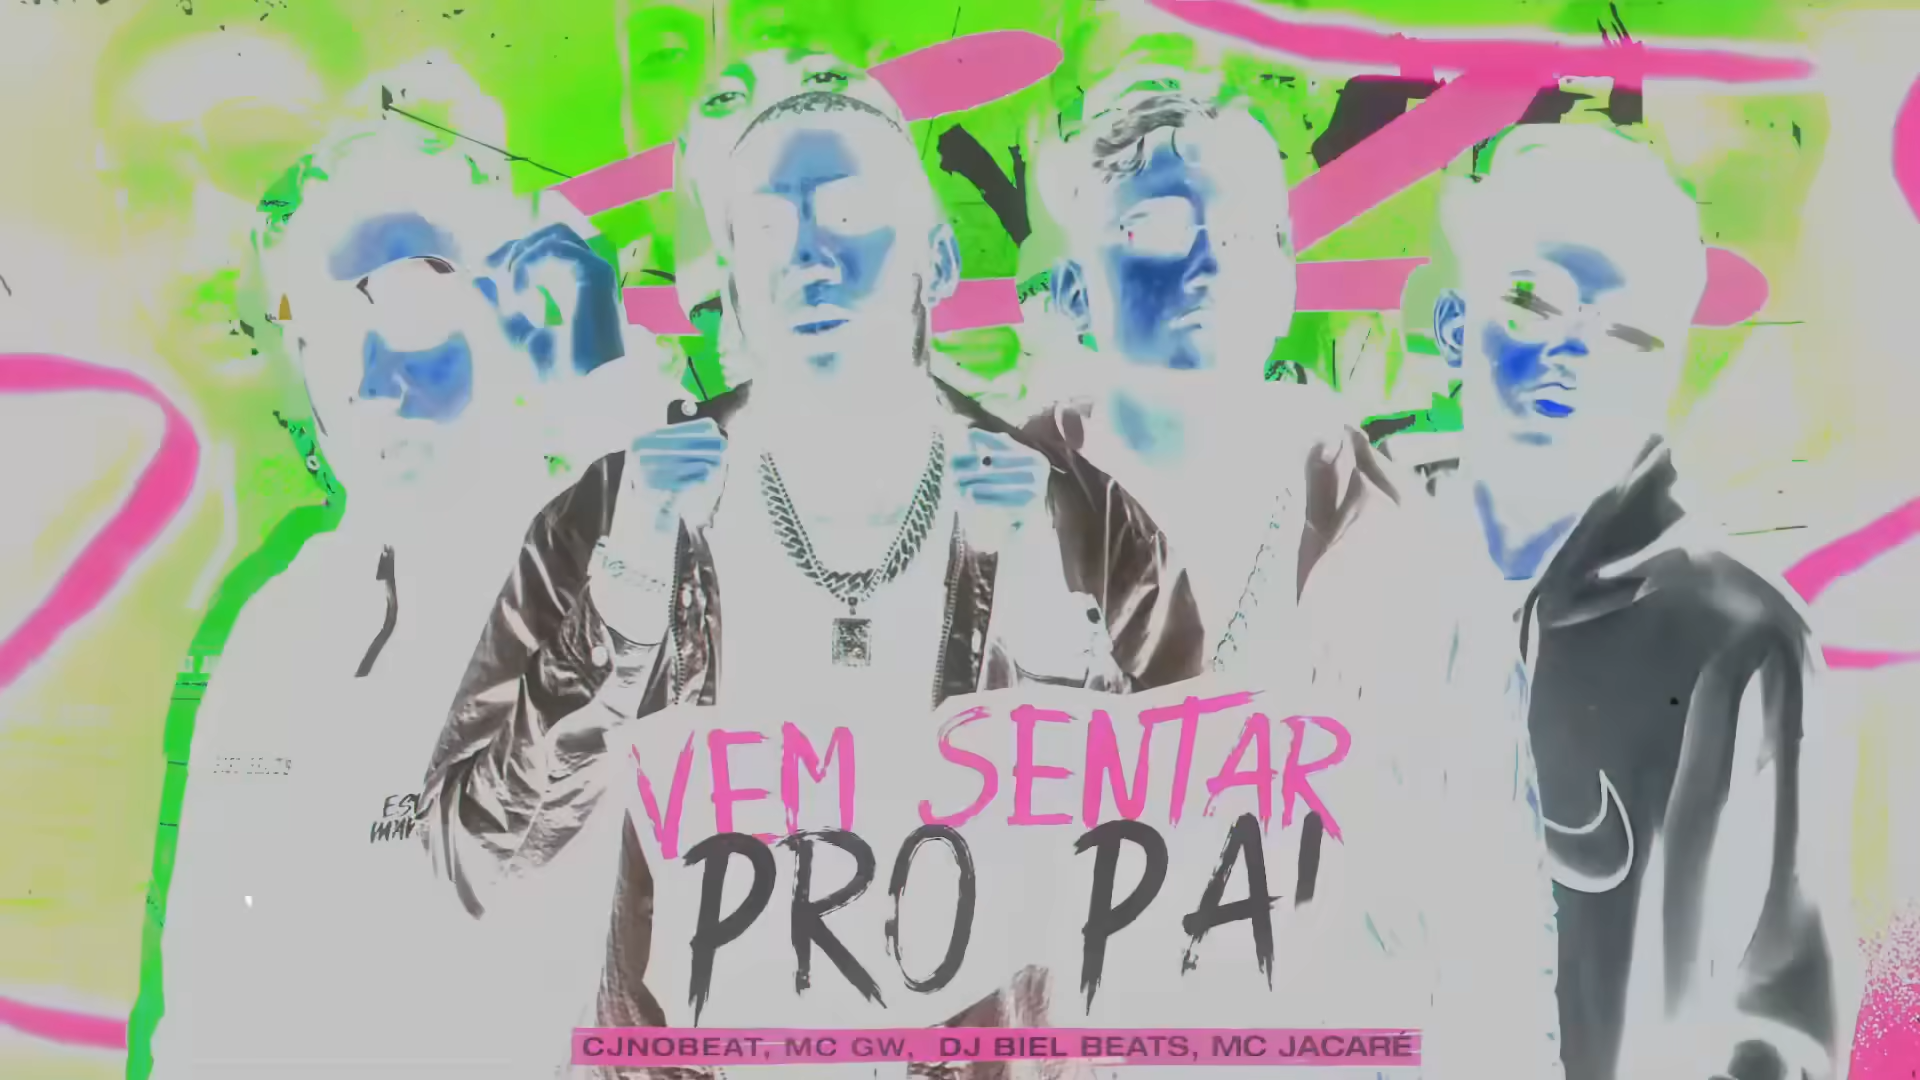 VEM SENTAR
PRO PAI
CJNOBEAT, MC GW, DJ BIEL BEATS, MC JACARÉ